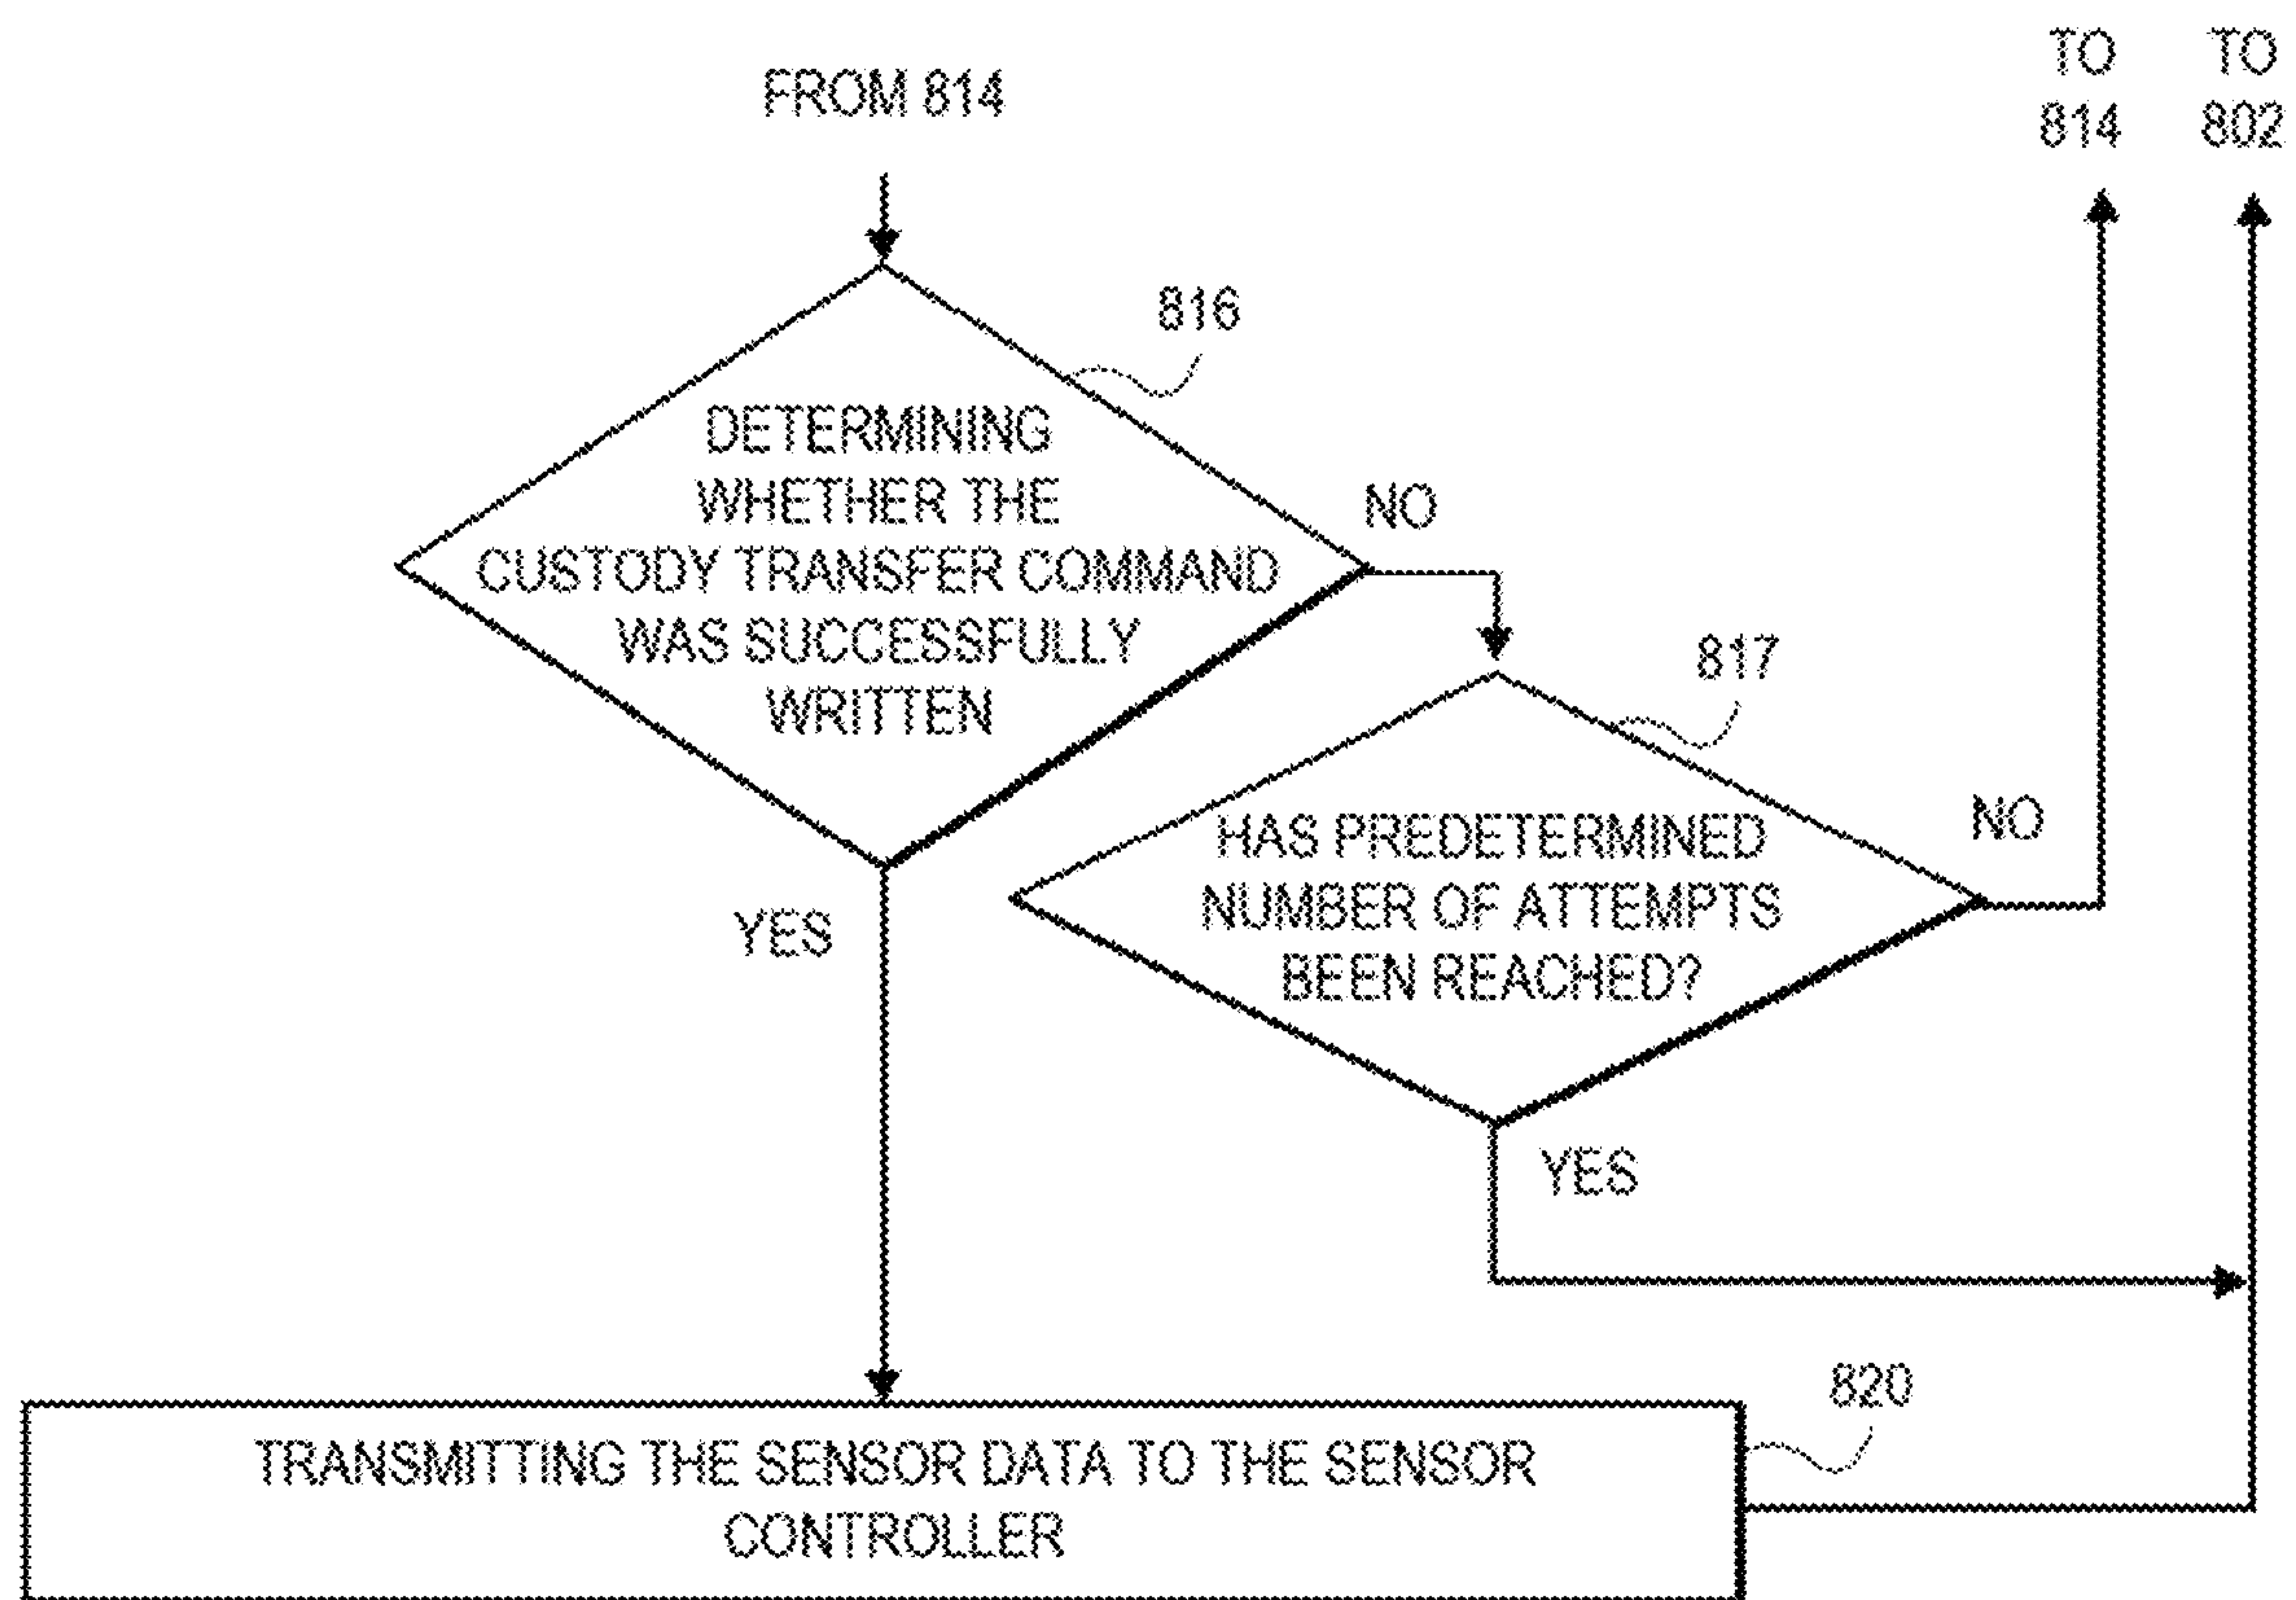 FROM 814
TO
814
TO
802
816
DETERMINING
WHETHER THE
CUSTODY TRANSFER COMMAND
WAS SUCCESSFULLY
WRITTEN
NO
YES
817
HAS PREDETERMINED
NUMBER OF ATTEMPTS
BEEN REACHED?
NO
YES
820
TRANSMITTING THE SENSOR DATA TO THE SENSOR
CONTROLLER